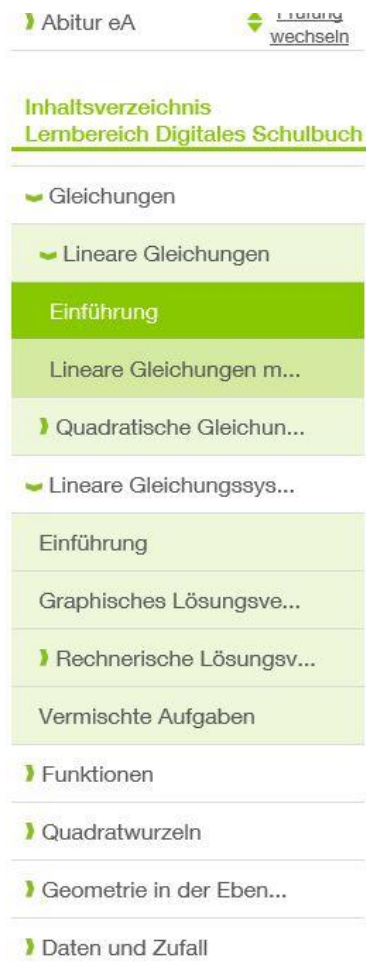 Abitur eA
Prüfung
wechseln
Inhaltsverzeichnis
Lernbereich Digitales Schulbuch
Gleichungen
Lineare Gleichungen
Einführung
Lineare Gleichungen m...
Quadratische Gleichun...
Lineare Gleichungssys...
Einführung
Graphisches Lösungsve...
Rechnerische Lösungsv...
Vermischte Aufgaben
Funktionen
Quadratwurzeln
Geometrie in der Eben...
Daten und Zufall